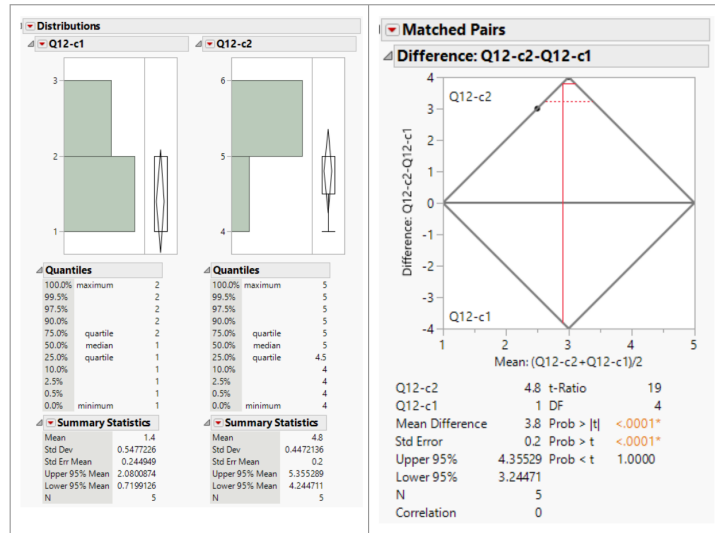 Distributions
Q12-c1
3
2
1
Quantiles
100.0% maximum 2
99.5% 2
97.5% 2
90.0% 2
75.0% quartile 2
50.0% median 1
25.0% quartile 1
10.0% 1
2.5% 1
0.5% 1
0.0% minimum 1
Summary Statistics
Mean 1.4
Std Dev 0.5477226
Std Err Mean 0.244949
Upper 95% Mean 2.0800874
Lower 95% Mean 0.7199126
N 5
Q12-c2
6
5
4
Quantiles
100.0% maximum 5
99.5% 5
97.5% 5
90.0% 5
75.0% quartile 5
50.0% median 5
25.0% quartile 4.5
10.0% 4
2.5% 4
0.5% 4
0.0% minimum 4
Summary Statistics
Mean 4.8
Std Dev 0.4472136
Std Err Mean 0.2
Upper 95% Mean 5.355289
Lower 95% Mean 4.244711
N 5
Matched Pairs
Difference: Q12-c2-Q12-c1
Difference: Q12-c2-Q12-c1
4
3
2
1
0
-1
-2
-3
-4
Q12-c2
Q12-c1
1 2 3 4 5
Mean: (Q12-c2+Q12-c1)/2
Q12-c2 4.8 t-Ratio 19
Q12-c1 1 DF 4
Mean Difference 3.8 Prob > |t| <.0001*
Std Error 0.2 Prob > t <.0001*
Upper 95% 4.35529 Prob < t 1.0000
Lower 95% 3.24471
N 5
Correlation 0